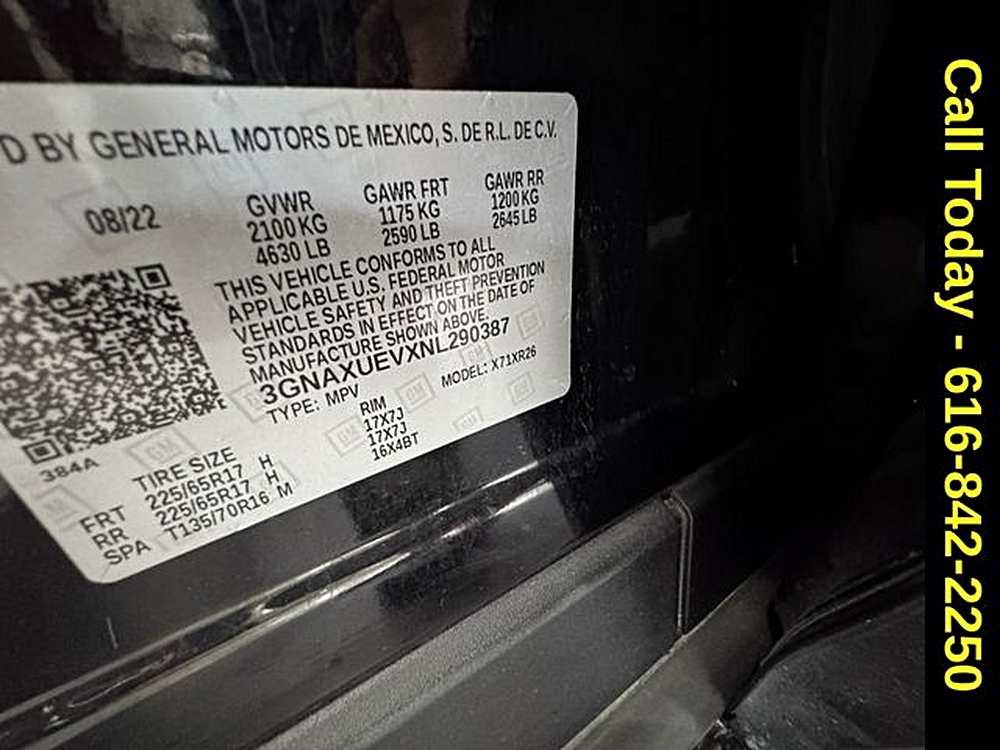 D BY GENERAL MOTORS DE MEXICO, S. DE R.L. DE C.V.
08/22
GVWR
2100 KG
4630 LB
GAWR FRT
1175 KG
2590 LB
GAWR RR
1200 KG
2645 LB
THIS VEHICLE CONFORMS TO ALL
APPLICABLE U.S. FEDERAL MOTOR
VEHICLE SAFETY AND THEFT PREVENTION
STANDARDS IN EFFECT ON THE DATE OF
MANUFACTURE SHOWN ABOVE.
3GNAXUEVXNL290387
TYPE: MPV
MODEL: X71XR26
384A
TIRE SIZE
RIM
FRT 225/65R17 H 17X7J
RR 225/65R17 H 17X7J
SPA T135/70R16 M 16X4BT
Call Today - 616-842-2250